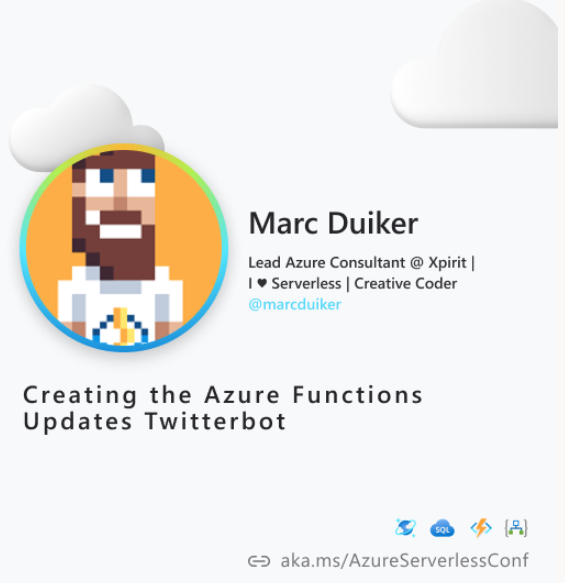 Marc Duiker
Lead Azure Consultant @ Xpirit |
I ♥ Serverless | Creative Coder
@marcduiker
Creating the Azure Functions
Updates Twitterbot
SQL
aka.ms/AzureServerlessConf